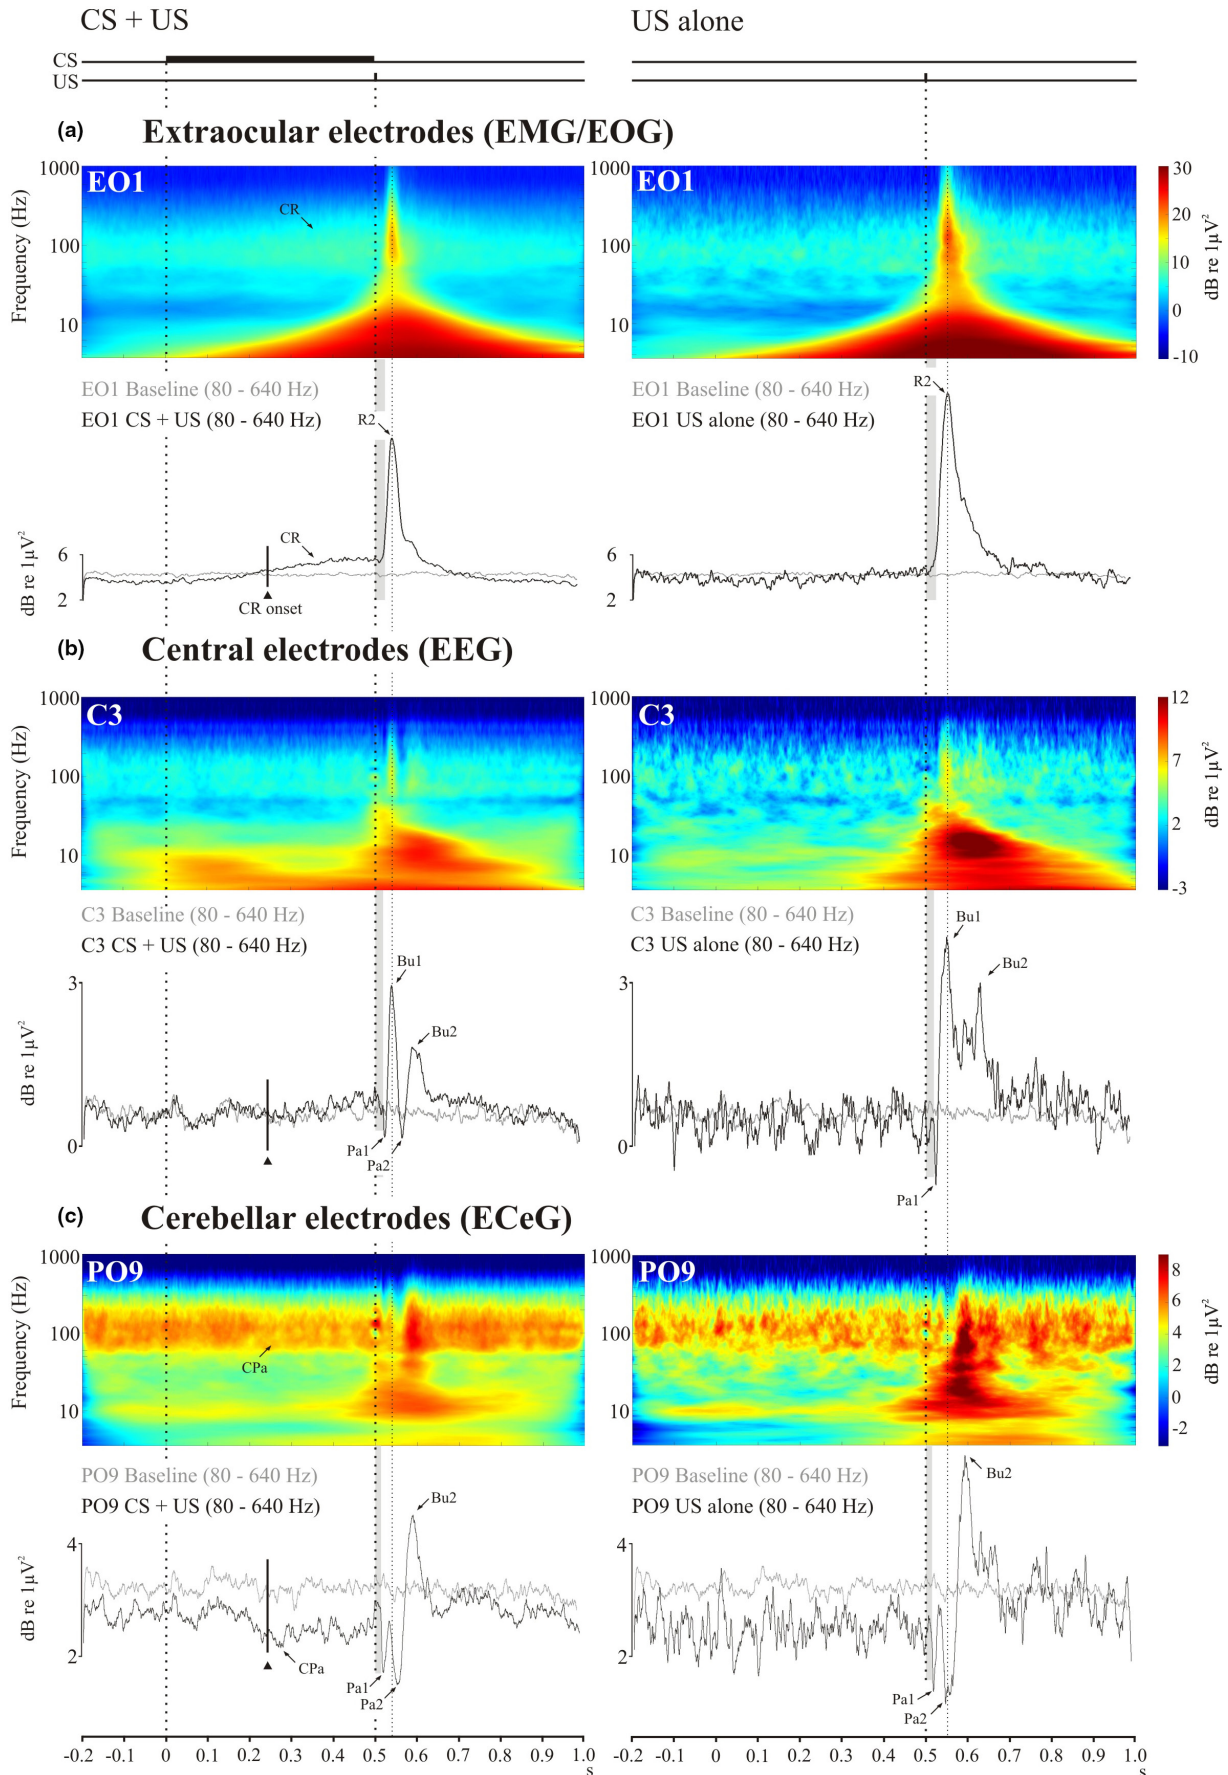 CS + US
US alone
CS
US
(a) Extraocular electrodes (EMG/EOG)
1000
100
10
Frequency (Hz)
EO1
CR
EO1
30
20
10
0
-10
dB re 1µV²
EO1 Baseline (80 - 640 Hz)
EO1 CS + US (80 - 640 Hz)
R2
CR
CR onset
6
2
dB re 1µV²
EO1 Baseline (80 - 640 Hz)
EO1 US alone (80 - 640 Hz)
R2
6
2
(b) Central electrodes (EEG)
1000
100
10
Frequency (Hz)
C3
1000
100
10
C3
12
7
2
-3
dB re 1µV²
C3 Baseline (80 - 640 Hz)
C3 CS + US (80 - 640 Hz)
Bu1
Bu2
Pa1
Pa2
3
0
dB re 1µV²
C3 Baseline (80 - 640 Hz)
C3 US alone (80 - 640 Hz)
Bu1
Bu2
Pa1
3
0
(c) Cerebellar electrodes (ECeG)
1000
100
10
Frequency (Hz)
PO9
CPa
1000
100
10
PO9
8
6
4
2
0
-2
dB re 1µV²
PO9 Baseline (80 - 640 Hz)
PO9 CS + US (80 - 640 Hz)
Bu2
CPa
Pa1
Pa2
4
2
dB re 1µV²
PO9 Baseline (80 - 640 Hz)
PO9 US alone (80 - 640 Hz)
Bu2
Pa1
Pa2
4
2
-0.2 -0.1 0 0.1 0.2 0.3 0.4 0.5 0.6 0.7 0.8 0.9 1.0
s
-0.2 -0.1 0 0.1 0.2 0.3 0.4 0.5 0.6 0.7 0.8 0.9 1.0
s